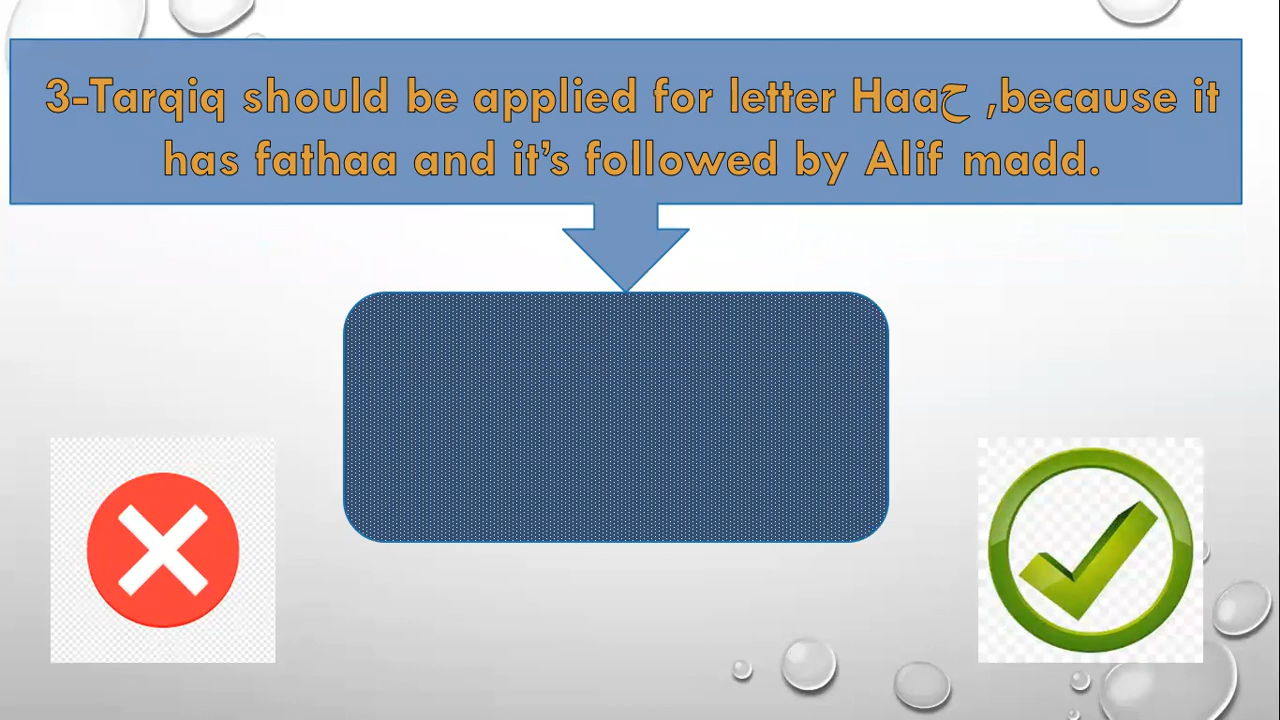 3-Tarqiq should be applied for letter Haaح ,because it
has fathaa and it’s followed by Alif madd.